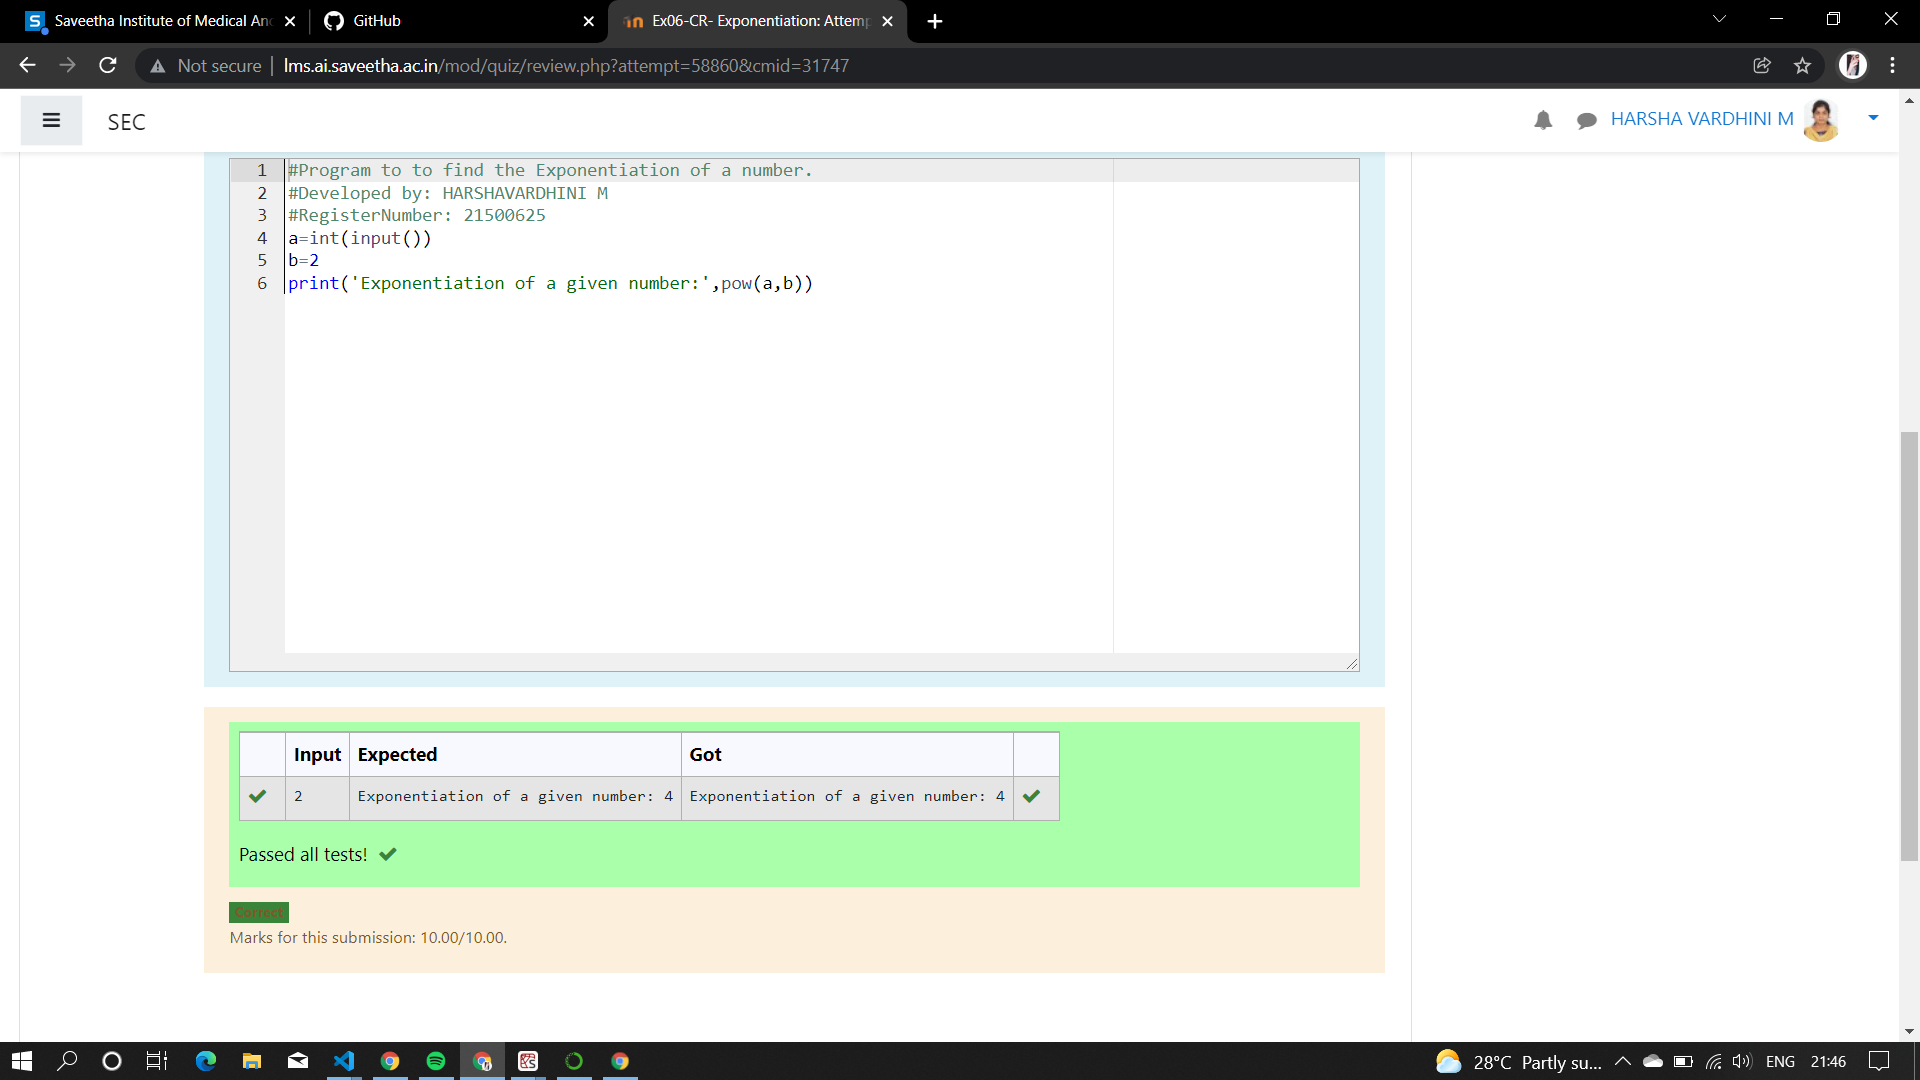 Saveetha Institute of Medical An
GitHub
Ex06-CR- Exponentiation: Attemp
Not secure | lms.ai.saveetha.ac.in/mod/quiz/review.php?attempt=58860&cmid=31747
SEC
HARSHA VARDHINI M
1 #Program to to find the Exponentiation of a number.
2 #Developed by: HARSHAVARDHINI M
3 #RegisterNumber: 21500625
4 a=int(input())
5 b=2
6 print('Exponentiation of a given number:',pow(a,b))
Input Expected Got
2 Exponentiation of a given number: 4 Exponentiation of a given number: 4
Passed all tests!
Correct
Marks for this submission: 10.00/10.00.
28°C Partly su... ENG 21:46